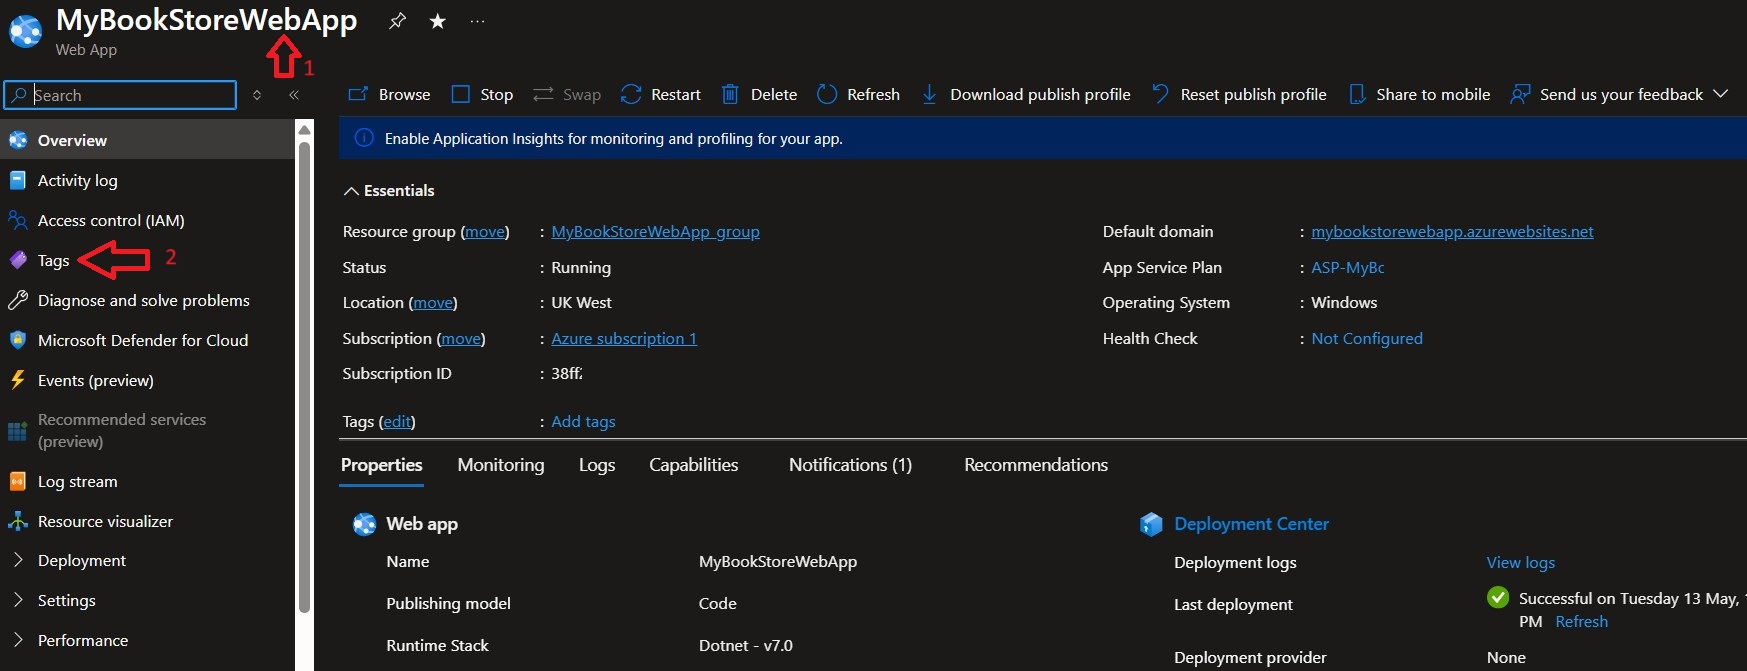 MyBookStoreWebApp
Web App
1
Search
Browse Stop Swap Restart Delete Refresh Download publish profile Reset publish profile Share to mobile Send us your feedback
Enable Application Insights for monitoring and profiling for your app.
Overview
Activity log
Access control (IAM)
Tags 2
Diagnose and solve problems
Microsoft Defender for Cloud
Events (preview)
Recommended services
(preview)
Log stream
Resource visualizer
Deployment
Settings
Performance
Essentials
Resource group (move) : MyBookStoreWebApp_group
Status : Running
Location (move) : UK West
Subscription (move) : Azure subscription 1
Subscription ID : 38ff
Tags (edit) : Add tags
Default domain : mybookstorewebapp.azurewebsites.net
App Service Plan : ASP-MyBc
Operating System : Windows
Health Check : Not Configured
Properties Monitoring Logs Capabilities Notifications (1) Recommendations
Web app
Name MyBookStoreWebApp
Publishing model Code
Runtime Stack Dotnet - v7.0
Deployment Center
Deployment logs View logs
Last deployment Successful on Tuesday 13 May,
PM Refresh
Deployment provider None